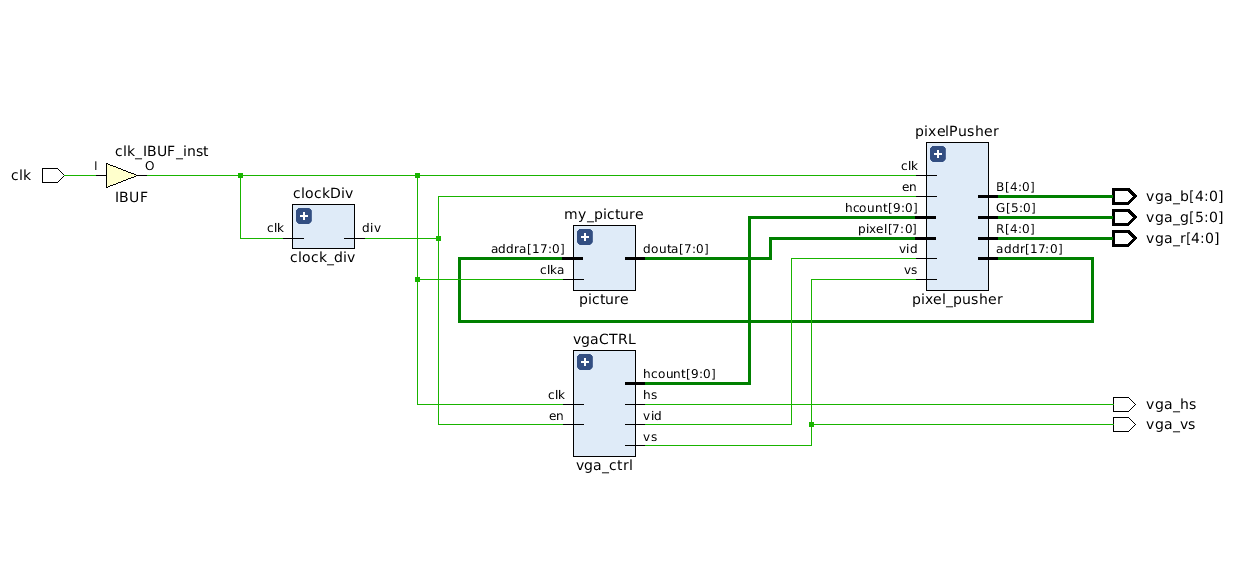 clk
I
clk_IBUF_inst
O
IBUF
clockDiv
clk
div
clock_div
my_picture
addra[17:0]
clka
douta[7:0]
picture
vgaCTRL
clk
en
hcount[9:0]
hs
vid
vs
vga_ctrl
pixelPusher
clk
en
hcount[9:0]
pixel[7:0]
vid
vs
B[4:0]
G[5:0]
R[4:0]
addr[17:0]
pixel_pusher
vga_b[4:0]
vga_g[5:0]
vga_r[4:0]
vga_hs
vga_vs